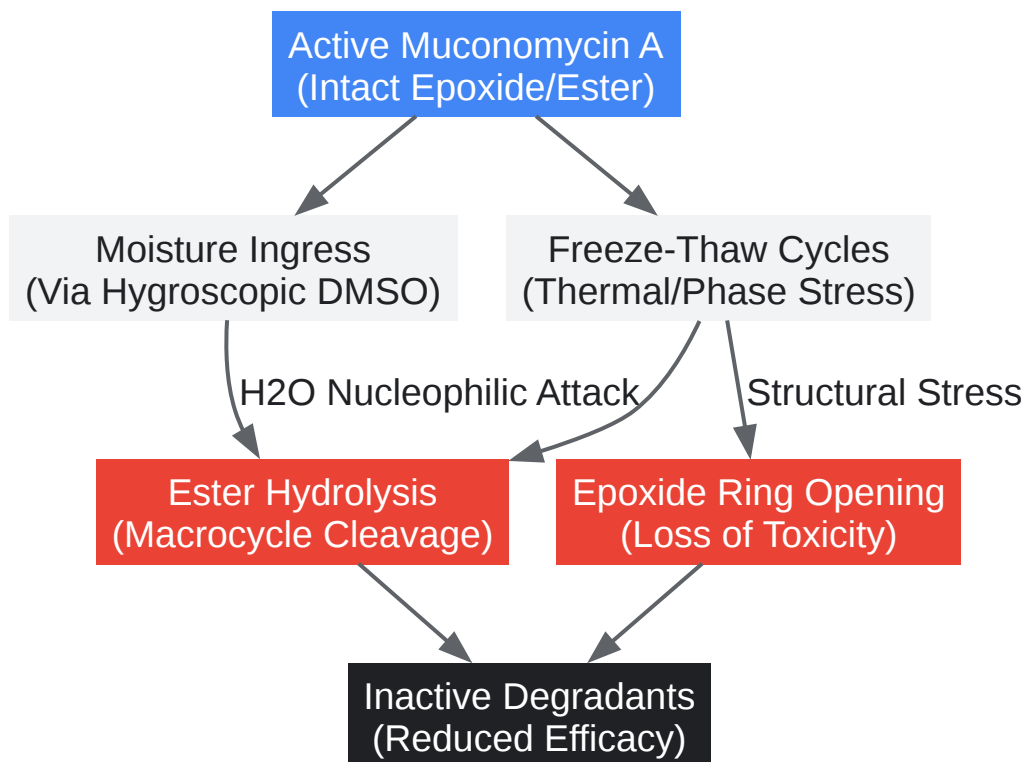 Active Muconomycin A
(Intact Epoxide/Ester)
Moisture Ingress
(Via Hygroscopic DMSO)
Freeze-Thaw Cycles
(Thermal/Phase Stress)
H2O Nucleophilic Attack
Structural Stress
Ester Hydrolysis
(Macrocycle Cleavage)
Epoxide Ring Opening
(Loss of Toxicity)
Inactive Degradants
(Reduced Efficacy)